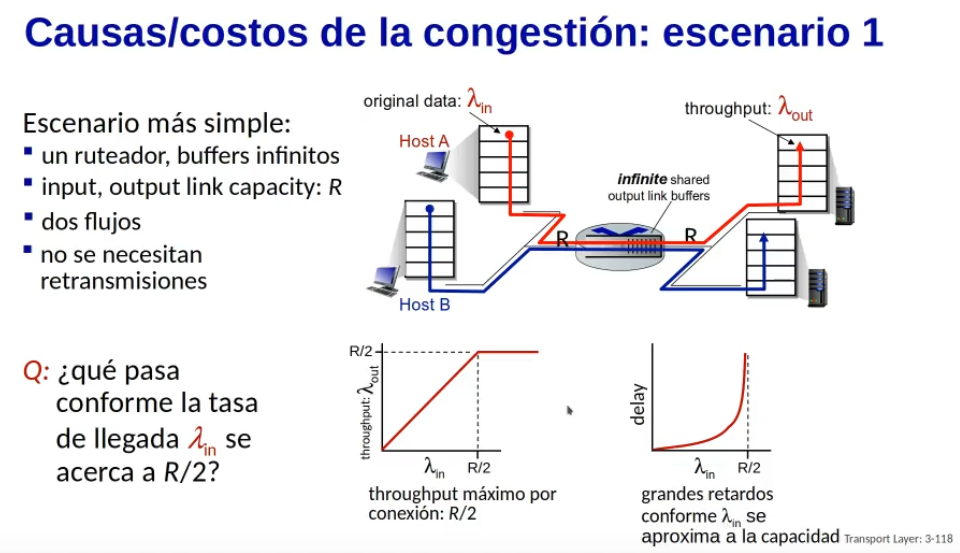 Causas/costos de la congestión: escenario 1
Escenario más simple:
un ruteador, buffers infinitos
input, output link capacity: R
dos flujos
no se necesitan
retransmisiones
original data: λin
throughput: λout
Host A
infinite shared
output link buffers
R
R
Host B
Q: ¿qué pasa
conforme la tasa
de llegada λin se
acerca a R/2?
R/2
throughput: λout
λin
R/2
throughput máximo por
conexión: R/2
delay
λin
R/2
grandes retardos
conforme λin se
aproxima a la capacidad
Transport Layer: 3-118